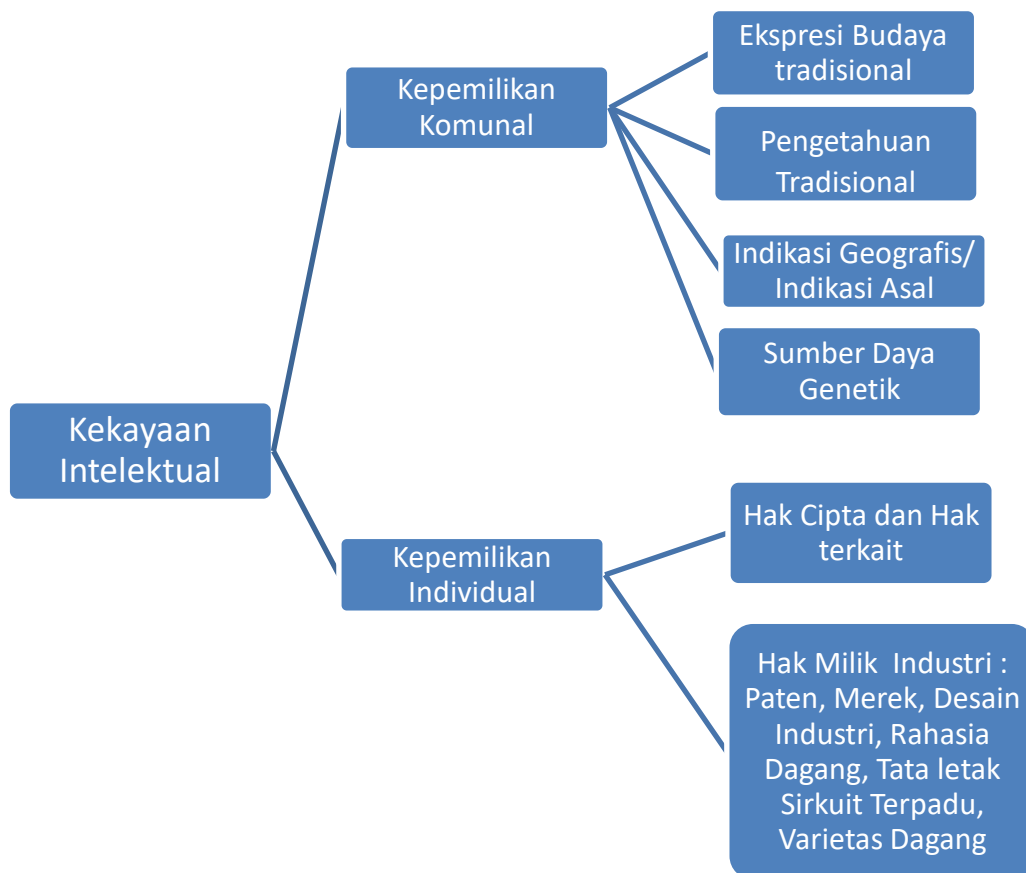 Kekayaan
Intelektual
Kepemilikan
Komunal
Ekspresi Budaya
tradisional
Pengetahuan
Tradisional
Indikasi Geografis/
Indikasi Asal
Sumber Daya
Genetik
Kepemilikan
Individual
Hak Cipta dan Hak
terkait
Hak Milik Industri :
Paten, Merek, Desain
Industri, Rahasia
Dagang, Tata letak
Sirkuit Terpadu,
Varietas Dagang